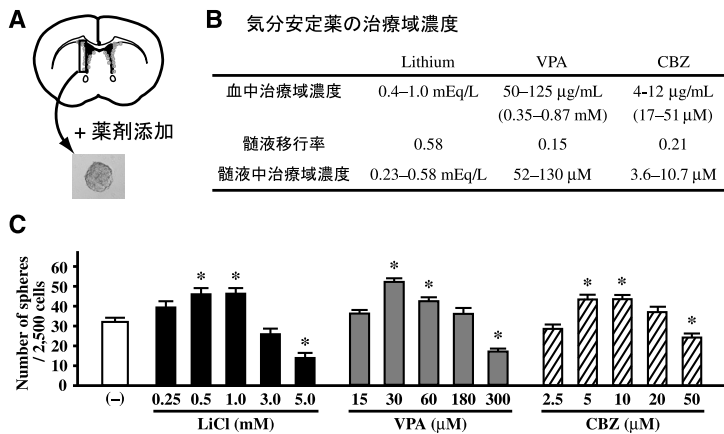 A
+ 薬剤添加
B 気分安定薬の治療域濃度
Lithium VPA CBZ
血中治療域濃度 0.4–1.0 mEq/L 50–125 µg/mL 4-12 µg/mL
(0.35–0.87 mM) (17–51 µM)
髄液移行率 0.58 0.15 0.21
髄液中治療域濃度 0.23–0.58 mEq/L 52–130 µM 3.6–10.7 µM
C
Number of spheres
/ 2,500 cells
60
50
40
30
20
10
0
* * * * * * * *
(–) 0.25 0.5 1.0 3.0 5.0 15 30 60 180 300 2.5 5 10 20 50
LiCl (mM) VPA (µM) CBZ (µM)